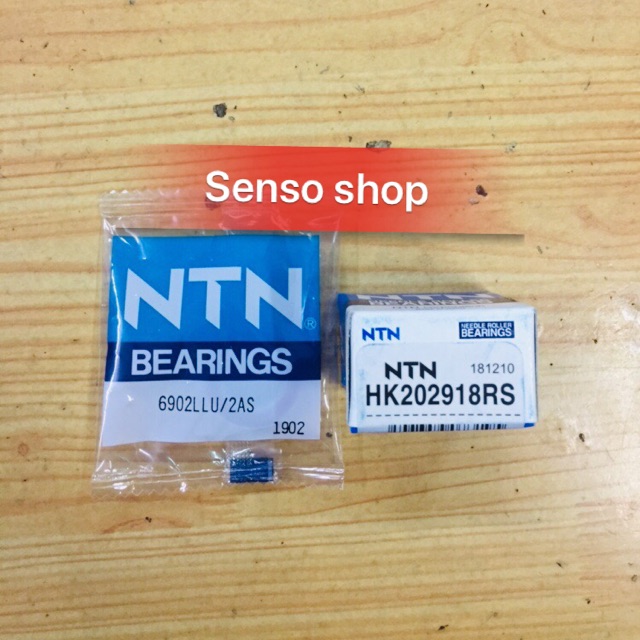 Senso shop
NTN®
BEARINGS
6902LLU/2AS
1902
NTN
NEEDLE ROLLER
BEARINGS
NTN
181210
HK202918RS